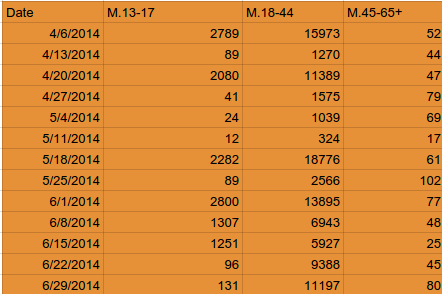 Date M.13-17 M.18-44 M.45-65+
4/6/2014 2789 15973 52
4/13/2014 89 1270 44
4/20/2014 2080 11389 47
4/27/2014 41 1575 79
5/4/2014 24 1039 69
5/11/2014 12 324 17
5/18/2014 2282 18776 61
5/25/2014 89 2566 102
6/1/2014 2800 13895 77
6/8/2014 1307 6943 48
6/15/2014 1251 5927 25
6/22/2014 96 9388 45
6/29/2014 131 11197 80